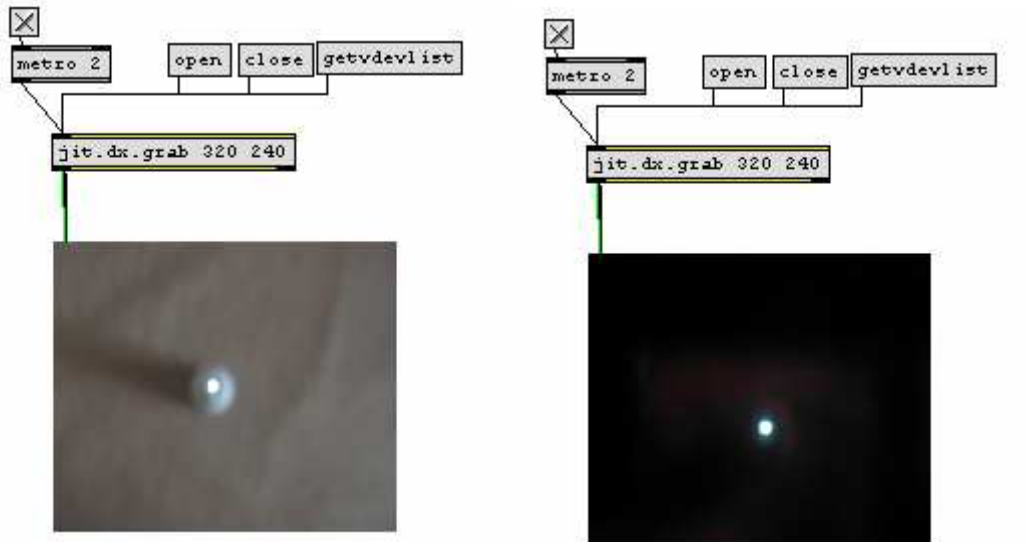 metro 2
open
close
getvdevlist
jit.dx.grab 320 240
metro 2
open
close
getvdevlist
jit.dx.grab 320 240